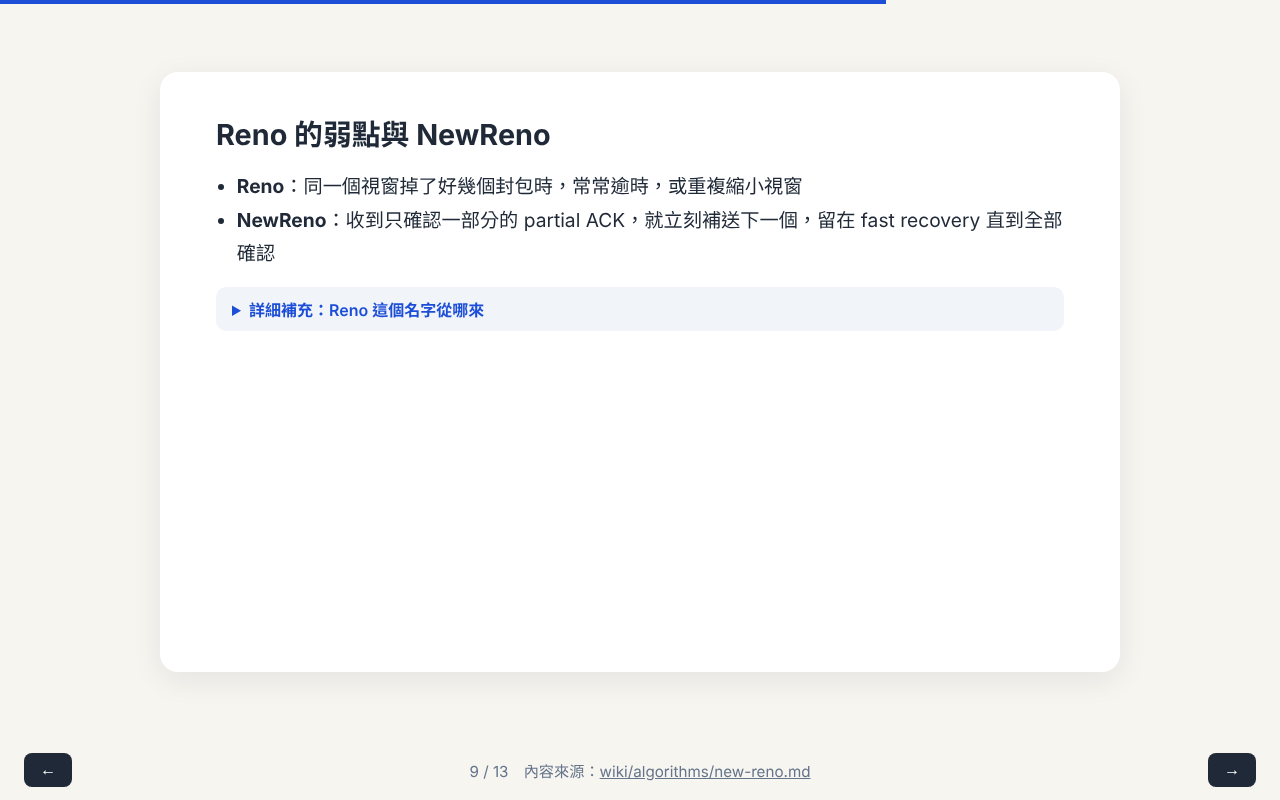 Reno 的弱點與 NewReno
• Reno：同一個視窗掉了好幾個封包時，常常逾時，或重複縮小視窗
• NewReno：收到只確認一部分的 partial ACK，就立刻補送下一個，留在 fast recovery 直到全部
確認
▶ 詳細補充：Reno 這個名字從哪來
← 9 / 13 內容來源：wiki/algorithms/new-reno.md →